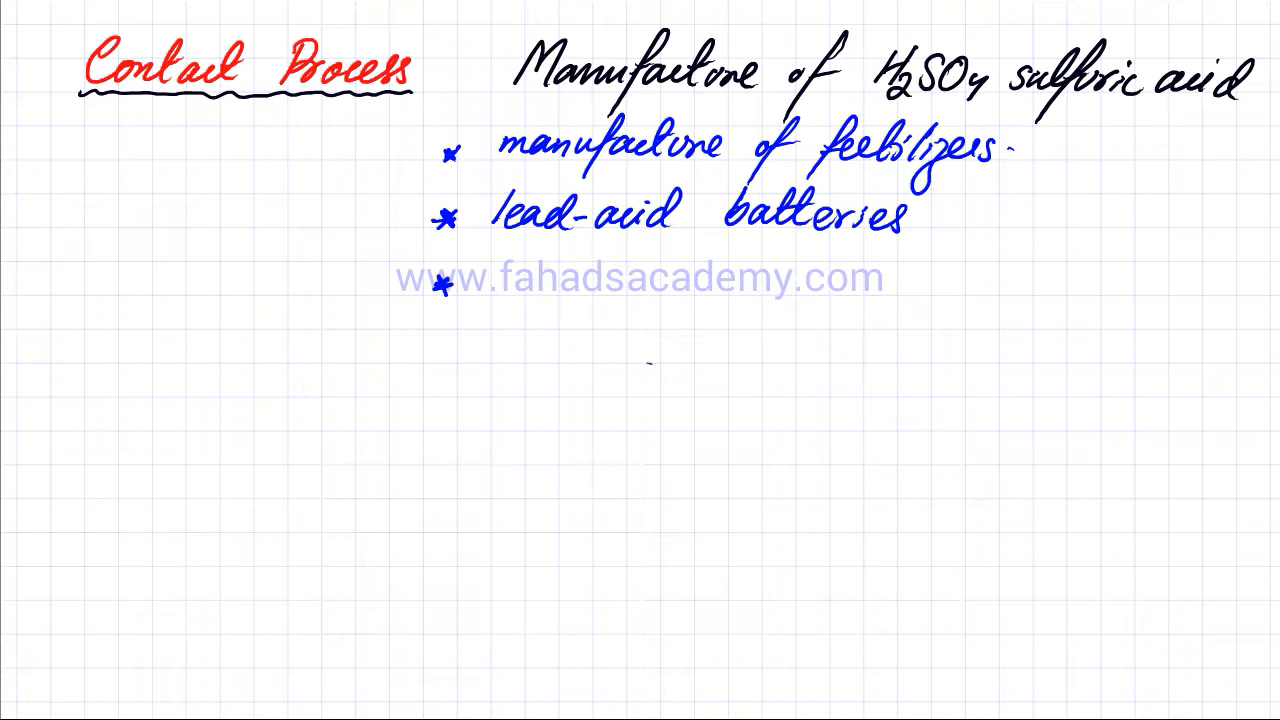 Contact Process Manufacture of H₂SO₄ sulfuric acid
* manufacture of fertilizers.
* lead-acid batteries
* www.fahadsacademy.com